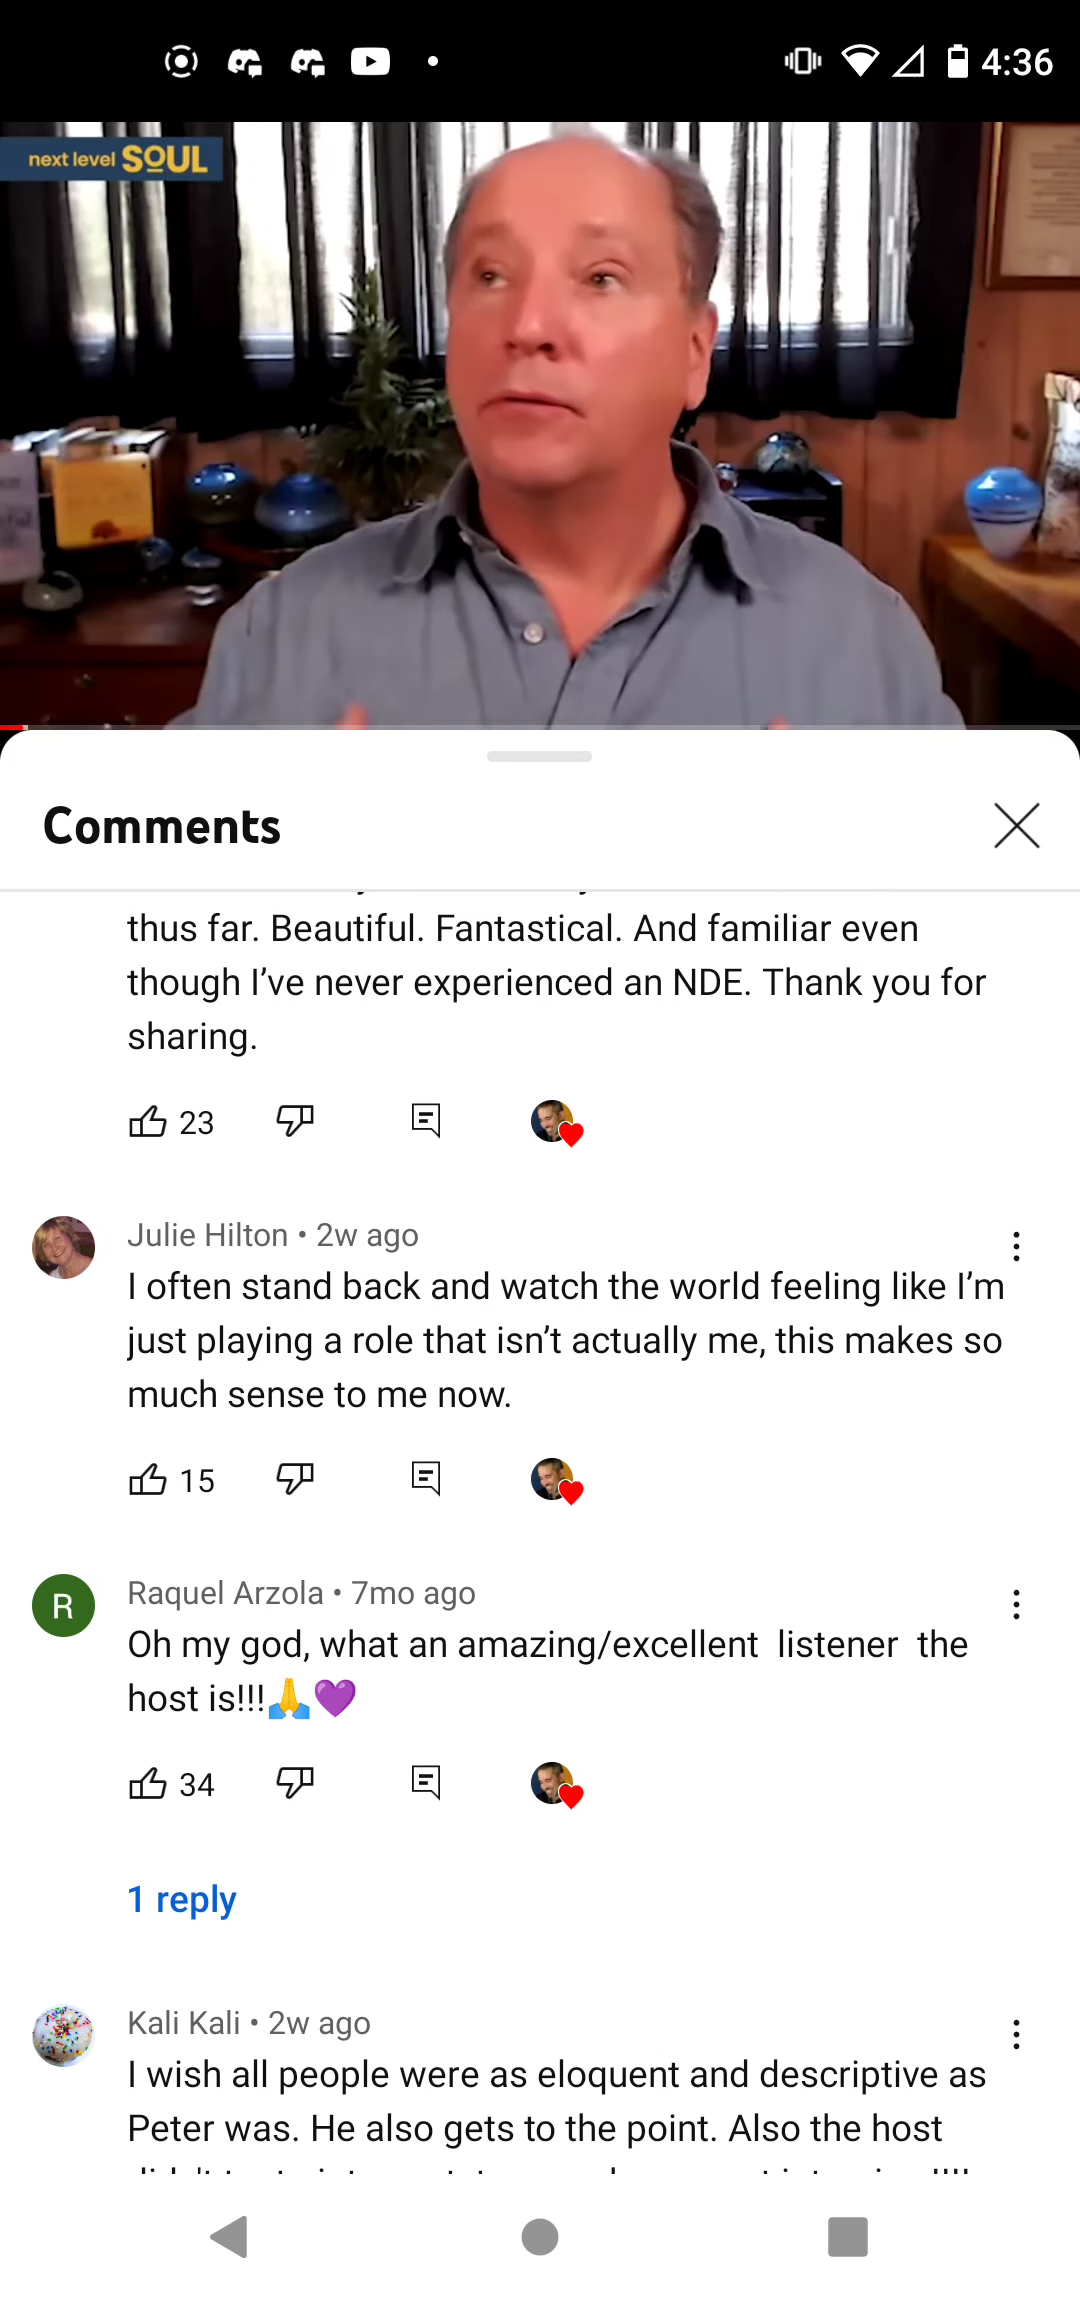 4:36
next level SOUL
Comments
thus far. Beautiful. Fantastical. And familiar even
though I’ve never experienced an NDE. Thank you for
sharing.
23
Julie Hilton • 2w ago
I often stand back and watch the world feeling like I’m
just playing a role that isn’t actually me, this makes so
much sense to me now.
15
R
Raquel Arzola • 7mo ago
Oh my god, what an amazing/excellent  listener  the
host is!!!🙏💜
34
1 reply
Kali Kali • 2w ago
I wish all people were as eloquent and descriptive as
Peter was. He also gets to the point. Also the host